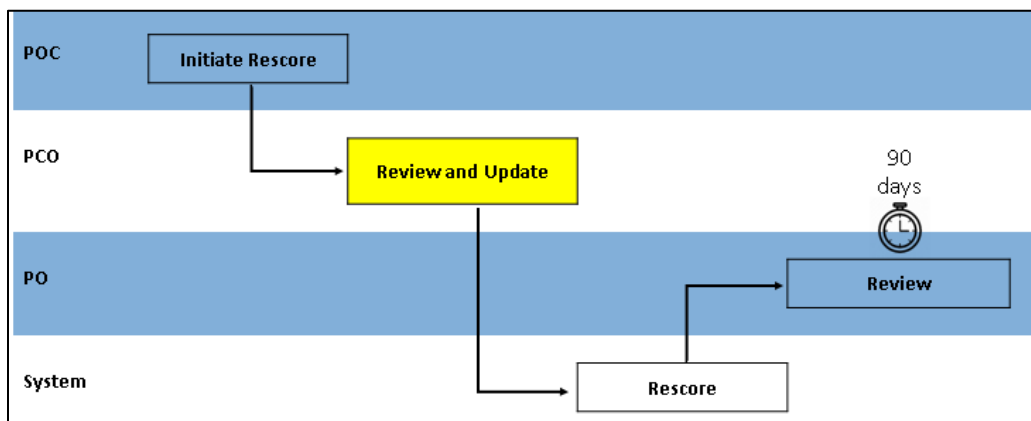 POC
Initiate Rescore
PCO
Review and Update
90
days
PO
Review
System
Rescore